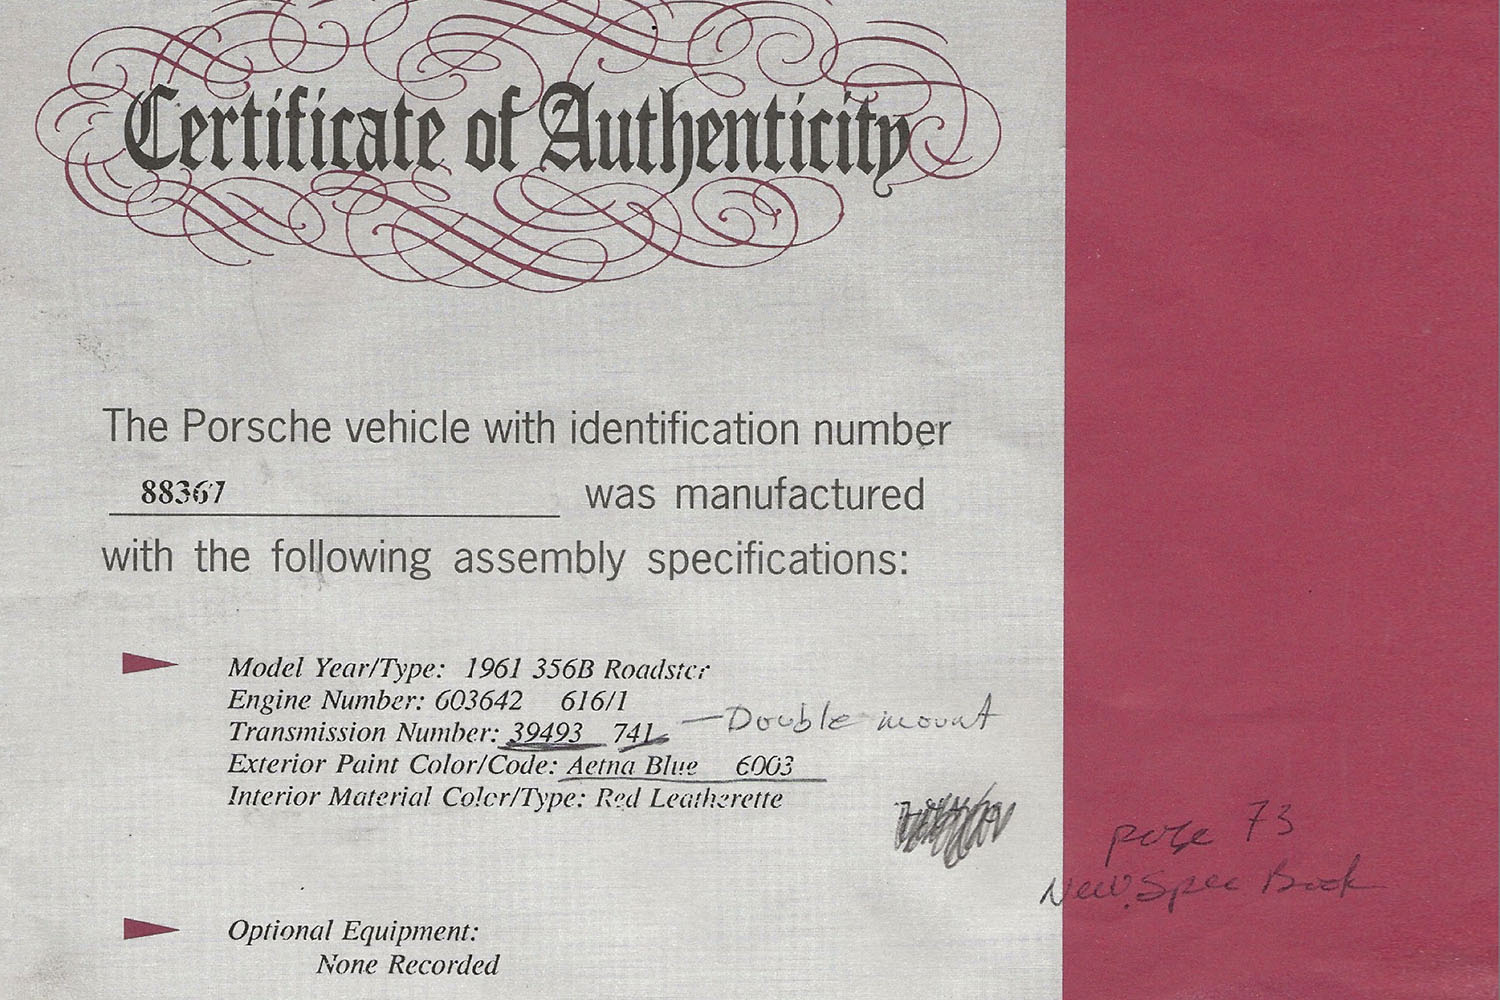 Certificate of Authenticity
The Porsche vehicle with identification number
88367 was manufactured
with the following assembly specifications:
Model Year/Type: 1961 356B Roadster
Engine Number: 603642 616/1
Transmission Number: 39493 741 — Double mount
Exterior Paint Color/Code: Aetna Blue 6003
Interior Material Color/Type: Red Leatherette
page 73
New Spec Book
Optional Equipment:
None Recorded